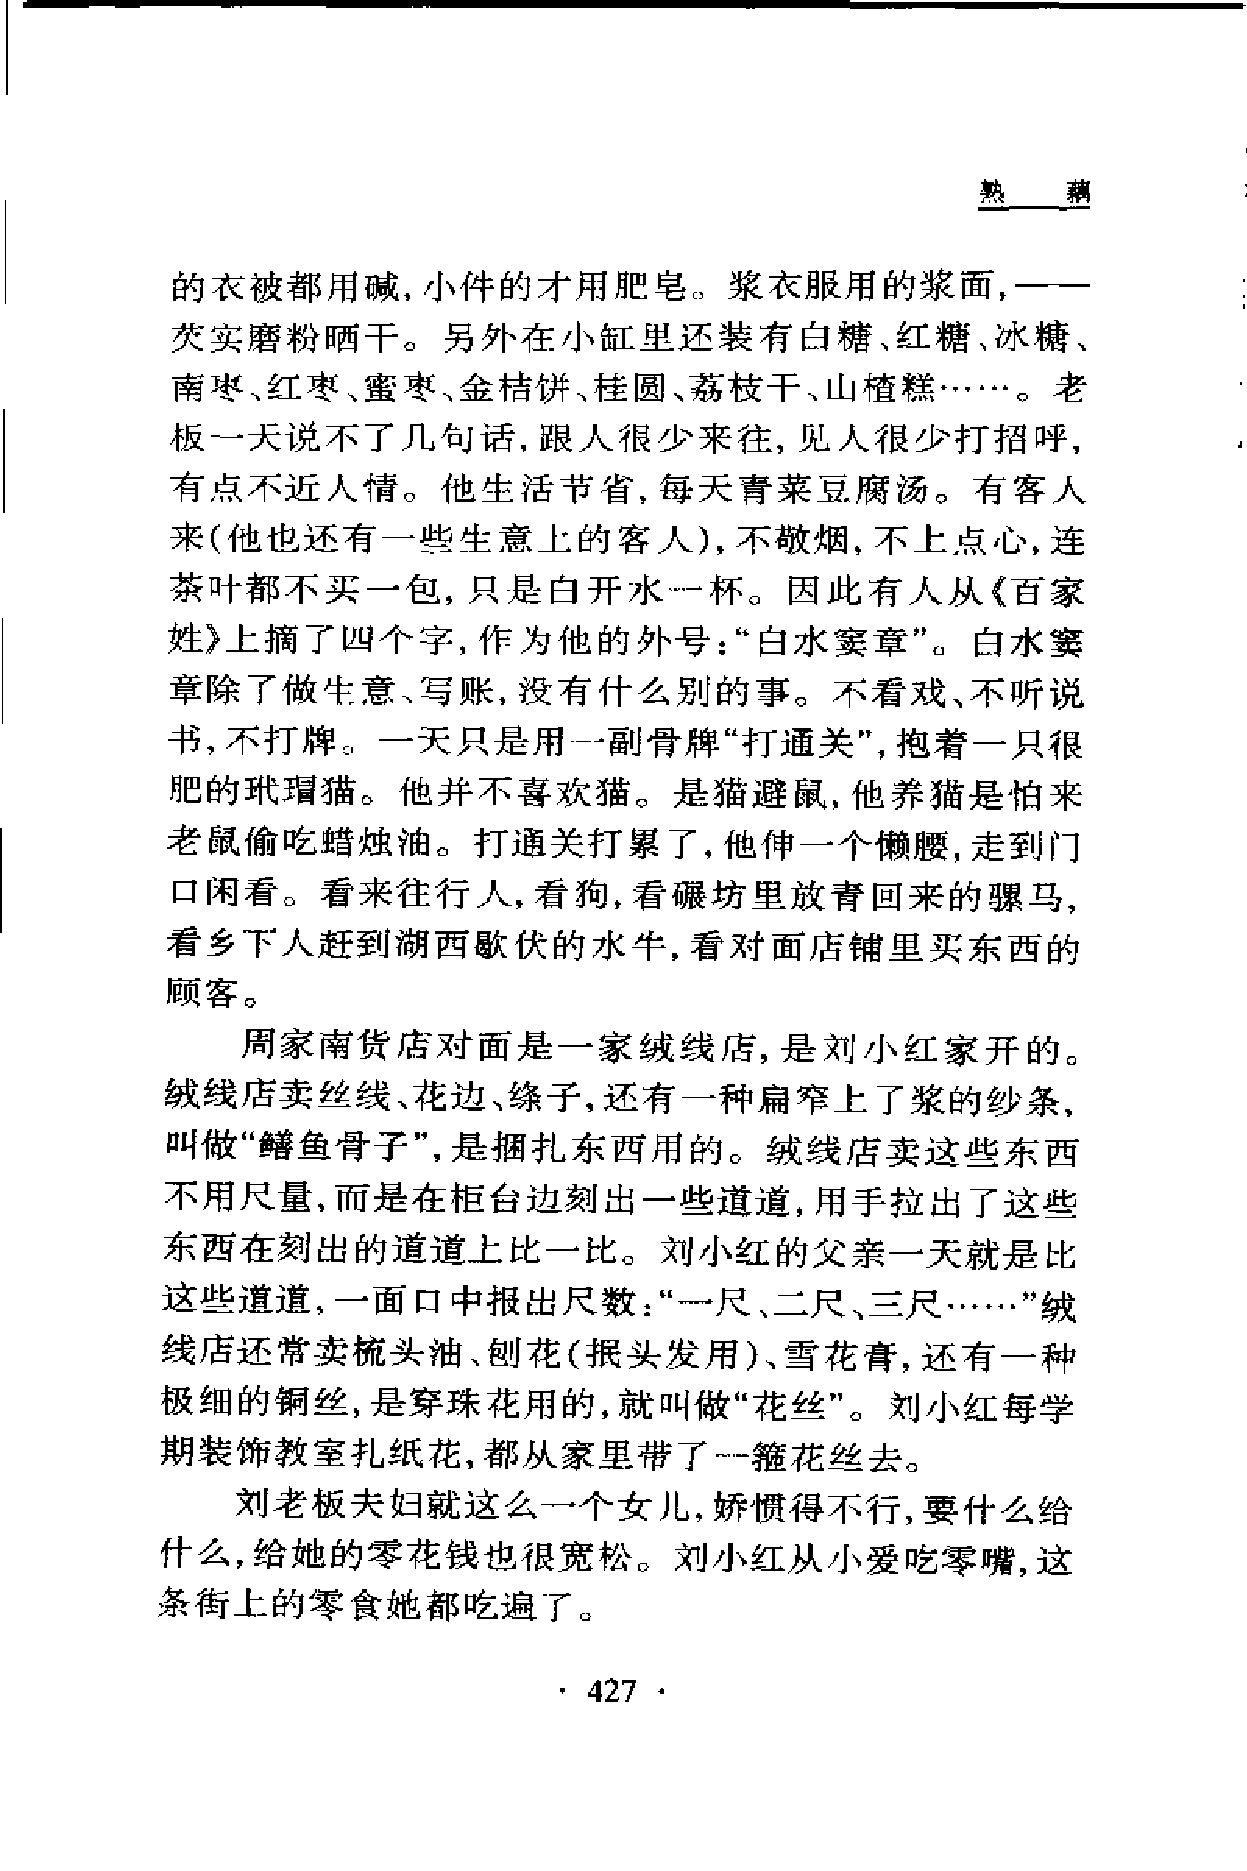 熟 藕
的衣被都用碱,小件的才用肥皂。浆衣服用的浆面,——
芡实磨粉晒干。另外在小缸里还装有白糖、红糖、冰糖、
南枣、红枣、蜜枣、金桔饼、桂圆、荔枝干、山楂糕……。老
板一天说不了几句话,跟人很少来往,见人很少打招呼,
有点不近人情。他生活节省,每天青菜豆腐汤。有客人
来(他也还有一些生意上的客人),不敬烟,不上点心,连
茶叶都不买一包,只是白开水一杯。因此有人从《百家
姓》上摘了四个字,作为他的外号:“白水窦章”。白水窦
章除了做生意、写账,没有什么别的事。不看戏、不听说
书,不打牌。一天只是用一副骨牌“打通关”,抱着一只很
肥的玳瑁猫。他并不喜欢猫。是猫避鼠,他养猫是怕来
老鼠偷吃蜡烛油。打通关打累了,他伸一个懒腰,走到门
口闲看。看来往行人,看狗,看碾坊里放青回来的骡马,
看乡下人赶到湖西歇伏的水牛,看对面店铺里买东西的
顾客。
周家南货店对面是一家绒线店,是刘小红家开的。
绒线店卖丝线、花边、绦子,还有一种扁窄上了浆的纱条,
叫做“鳝鱼骨子”,是捆扎东西用的。绒线店卖这些东西
不用尺量,而是在柜台边刻出一些道道,用手拉出了这些
东西在刻出的道道上比一比。刘小红的父亲一天就是比
这些道道,一面口中报出尺数:“一尺、二尺、三尺……”绒
线店还常卖梳头油、刨花(抿头发用)、雪花膏,还有一种
极细的铜丝,是穿珠花用的,就叫做“花丝”。刘小红每学
期装饰教室扎纸花,都从家里带了一箍花丝去。
刘老板夫妇就这么一个女儿,娇惯得不行,要什么给
什么,给她的零花钱也很宽松。刘小红从小爱吃零嘴,这
条街上的零食她都吃遍了。
· 427 ·